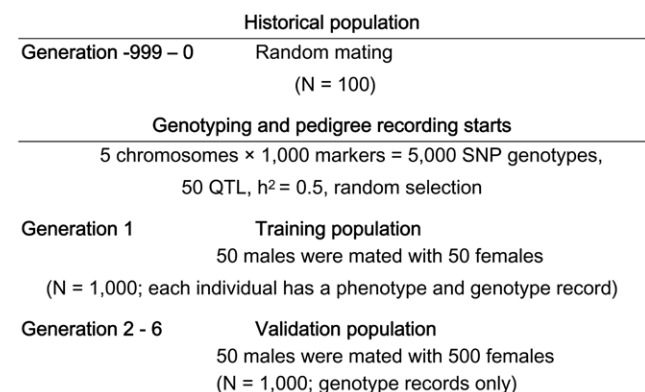 Historical population
Generation -999 – 0 Random mating
(N = 100)
Genotyping and pedigree recording starts
5 chromosomes × 1,000 markers = 5,000 SNP genotypes,
50 QTL, h² = 0.5, random selection
Generation 1 Training population
50 males were mated with 50 females
(N = 1,000; each individual has a phenotype and genotype record)
Generation 2 - 6 Validation population
50 males were mated with 500 females
(N = 1,000; genotype records only)